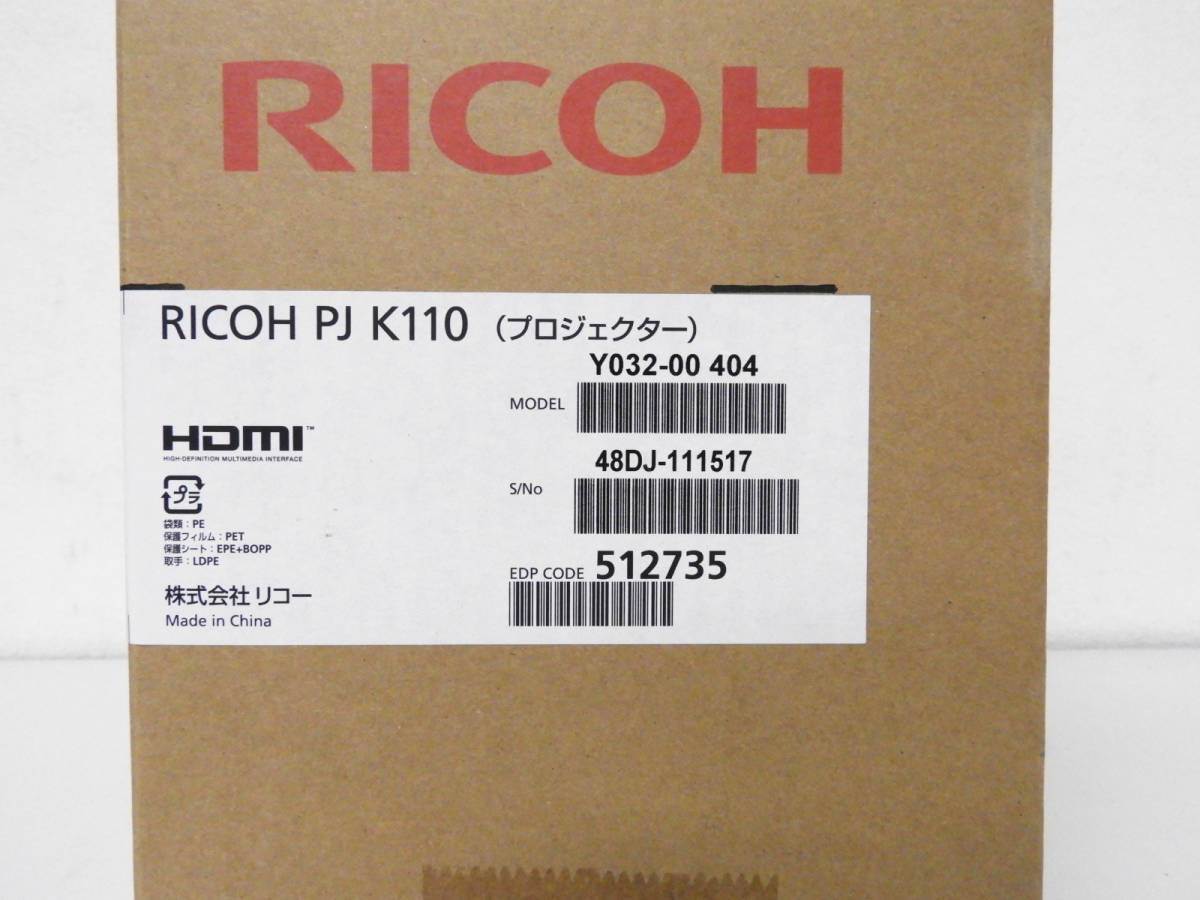 RICOH
RICOH PJ K110 (プロジェクター)
Y032-00 404
MODEL
48DJ-111517
S/No
EDP CODE 512735
HDMI™
HIGH-DEFINITION MULTIMEDIA INTERFACE
プラ
袋類：PE
保護フィルム：PET
保護シート：EPE+BOPP
取手：LDPE
株式会社 リコー
Made in China